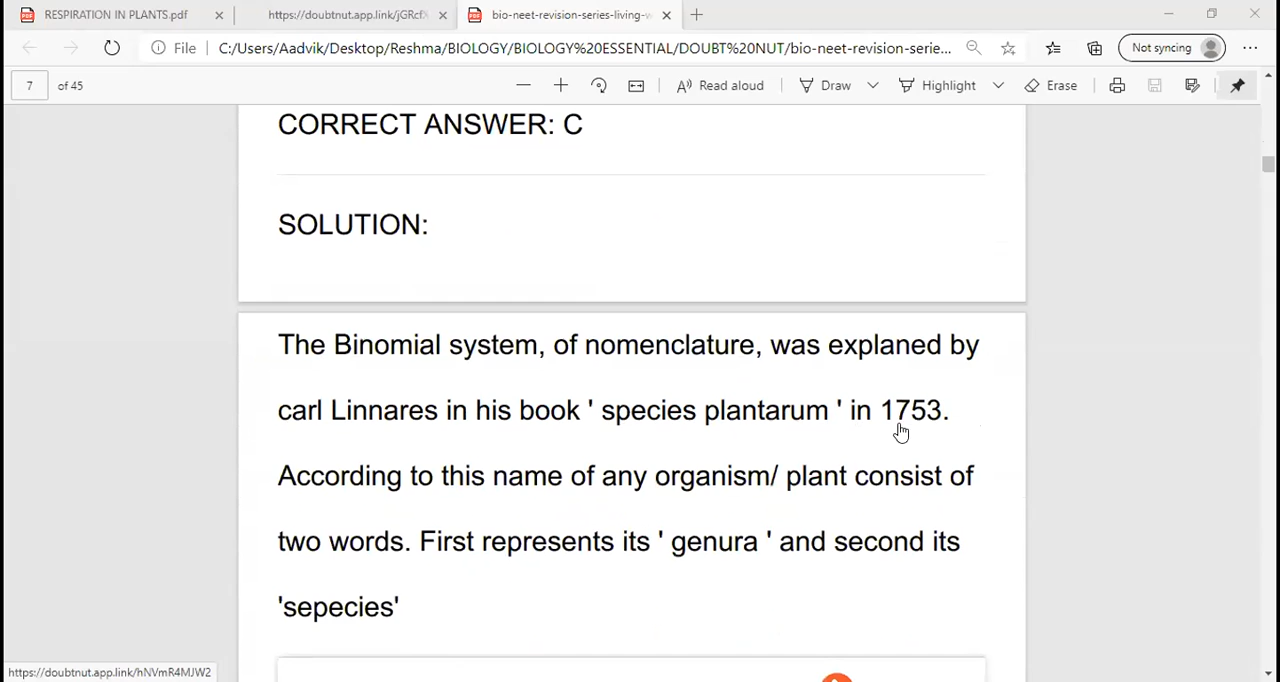 RESPIRATION IN PLANTS.pdf
https://doubtnut.app.link/jGRcf
bio-neet-revision-series-living-w
File
C:/Users/Aadvik/Desktop/Reshma/BIOLOGY/BIOLOGY%20ESSENTIAL/DOUBT%20NUT/bio-neet-revision-serie...
Not syncing
7 of 45
Read aloud
Draw
Highlight
Erase
CORRECT ANSWER: C
SOLUTION:
The Binomial system, of nomenclature, was explaned by
carl Linnares in his book ' species plantarum ' in 1753.
According to this name of any organism/ plant consist of
two words. First represents its ' genura ' and second its
'sepecies'
https://doubtnut.app.link/hNVmR4MJW2